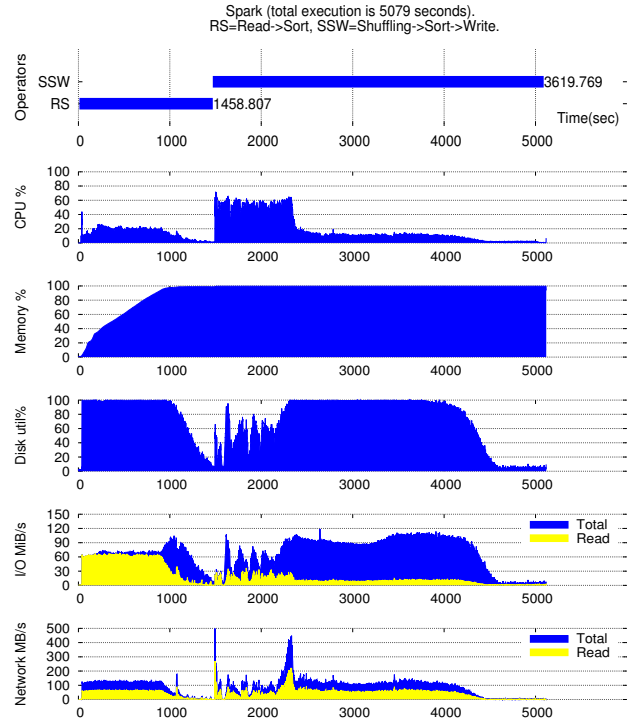 Spark (total execution is 5079 seconds).
RS=Read->Sort, SSW=Shuffling->Sort->Write.
Operators
SSW
3619.769
RS
1458.807
Time(sec)
0 1000 2000 3000 4000 5000
CPU %
100
80
60
40
20
0
0 1000 2000 3000 4000 5000
Memory %
100
80
60
40
20
0
0 1000 2000 3000 4000 5000
Disk util%
100
80
60
40
20
0
0 1000 2000 3000 4000 5000
I/O MiB/s
150
120
90
60
30
0
Total
Read
0 1000 2000 3000 4000 5000
Network MB/s
500
400
300
200
100
0
Total
Read
0 1000 2000 3000 4000 5000